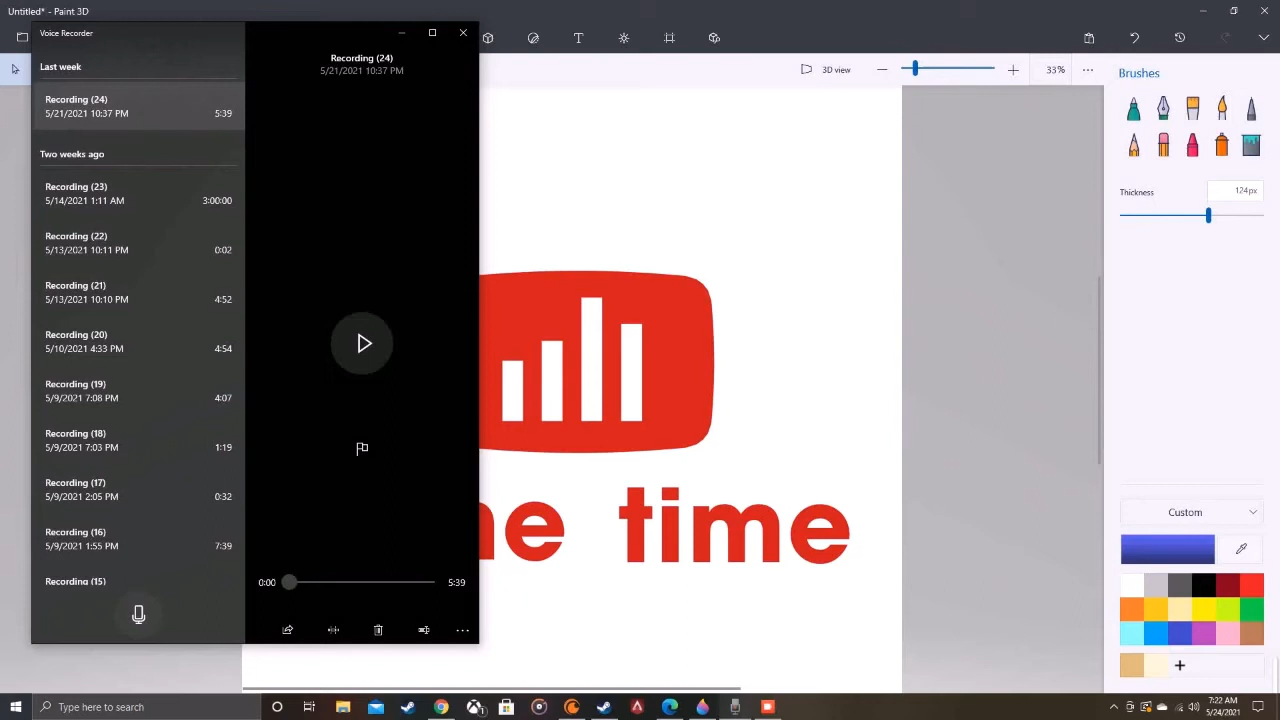 Untitled* - Paint 3D
Voice Recorder
Last week
Recording (24)
5/21/2021 10:37 PM
5:39
Two weeks ago
Recording (23)
5/14/2021 1:11 AM
3:00:00
Recording (22)
5/13/2021 10:11 PM
0:02
Recording (21)
5/13/2021 10:10 PM
4:52
Recording (20)
5/10/2021 4:33 PM
4:54
Recording (19)
5/9/2021 7:08 PM
4:07
Recording (18)
5/9/2021 7:03 PM
1:19
Recording (17)
5/9/2021 2:05 PM
0:32
Recording (16)
5/9/2021 1:55 PM
7:39
Recording (15)
Recording (24)
5/21/2021 10:37 PM
0:00
5:39
3D view
33%
Brushes
Thickness
124px
Custom
e time
Type here to search
7:22 AM
5/24/2021